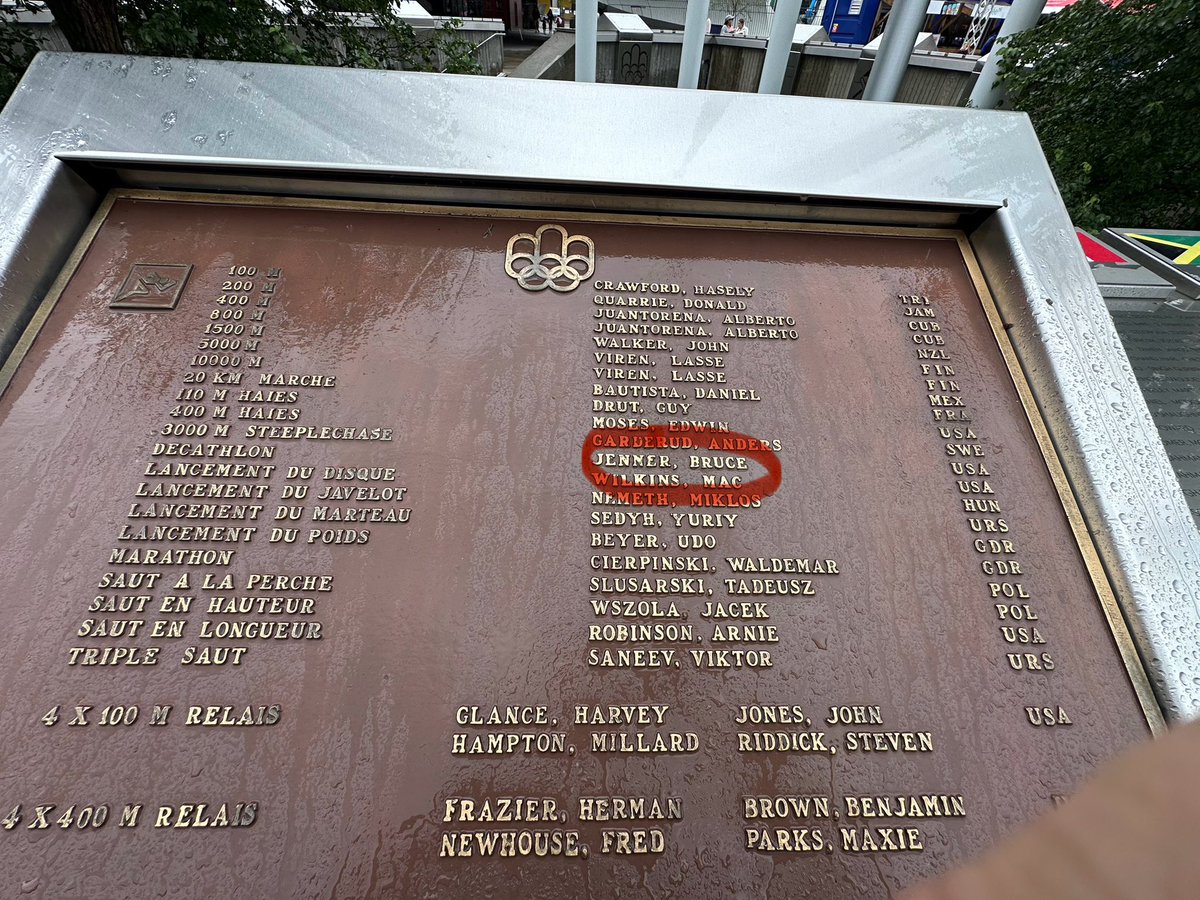 100 M CRAWFORD, HASELY TRI
200 M QUARRIE, DONALD JAM
400 M JUANTORENA, ALBERTO CUB
800 M JUANTORENA, ALBERTO CUB
1500 M WALKER, JOHN NZL
5000 M VIREN, LASSE FIN
10000 M VIREN, LASSE FIN
20 KM MARCHE BAUTISTA, DANIEL MEX
110 M HAIES DRUT, GUY FRA
400 M HAIES MOSES, EDWIN USA
3000 M STEEPLECHASE GARDERUD, ANDERS SWE
DECATHLON JENNER, BRUCE USA
LANCEMENT DU DISQUE WILKINS, MAC USA
LANCEMENT DU JAVELOT NEMETH, MIKLOS HUN
LANCEMENT DU MARTEAU SEDYH, YURIY URS
LANCEMENT DU POIDS BEYER, UDO GDR
MARATHON CIERPINSKI, WALDEMAR GDR
SAUT A LA PERCHE SLUSARSKI, TADEUSZ POL
SAUT EN HAUTEUR WSZOLA, JACEK POL
SAUT EN LONGUEUR ROBINSON, ARNIE USA
TRIPLE SAUT SANEEV, VIKTOR URS
4 X 100 M RELAIS GLANCE, HARVEY JONES, JOHN USA
HAMPTON, MILLARD RIDDICK, STEVEN
4 X 400 M RELAIS FRAZIER, HERMAN BROWN, BENJAMIN
NEWHOUSE, FRED PARKS, MAXIE